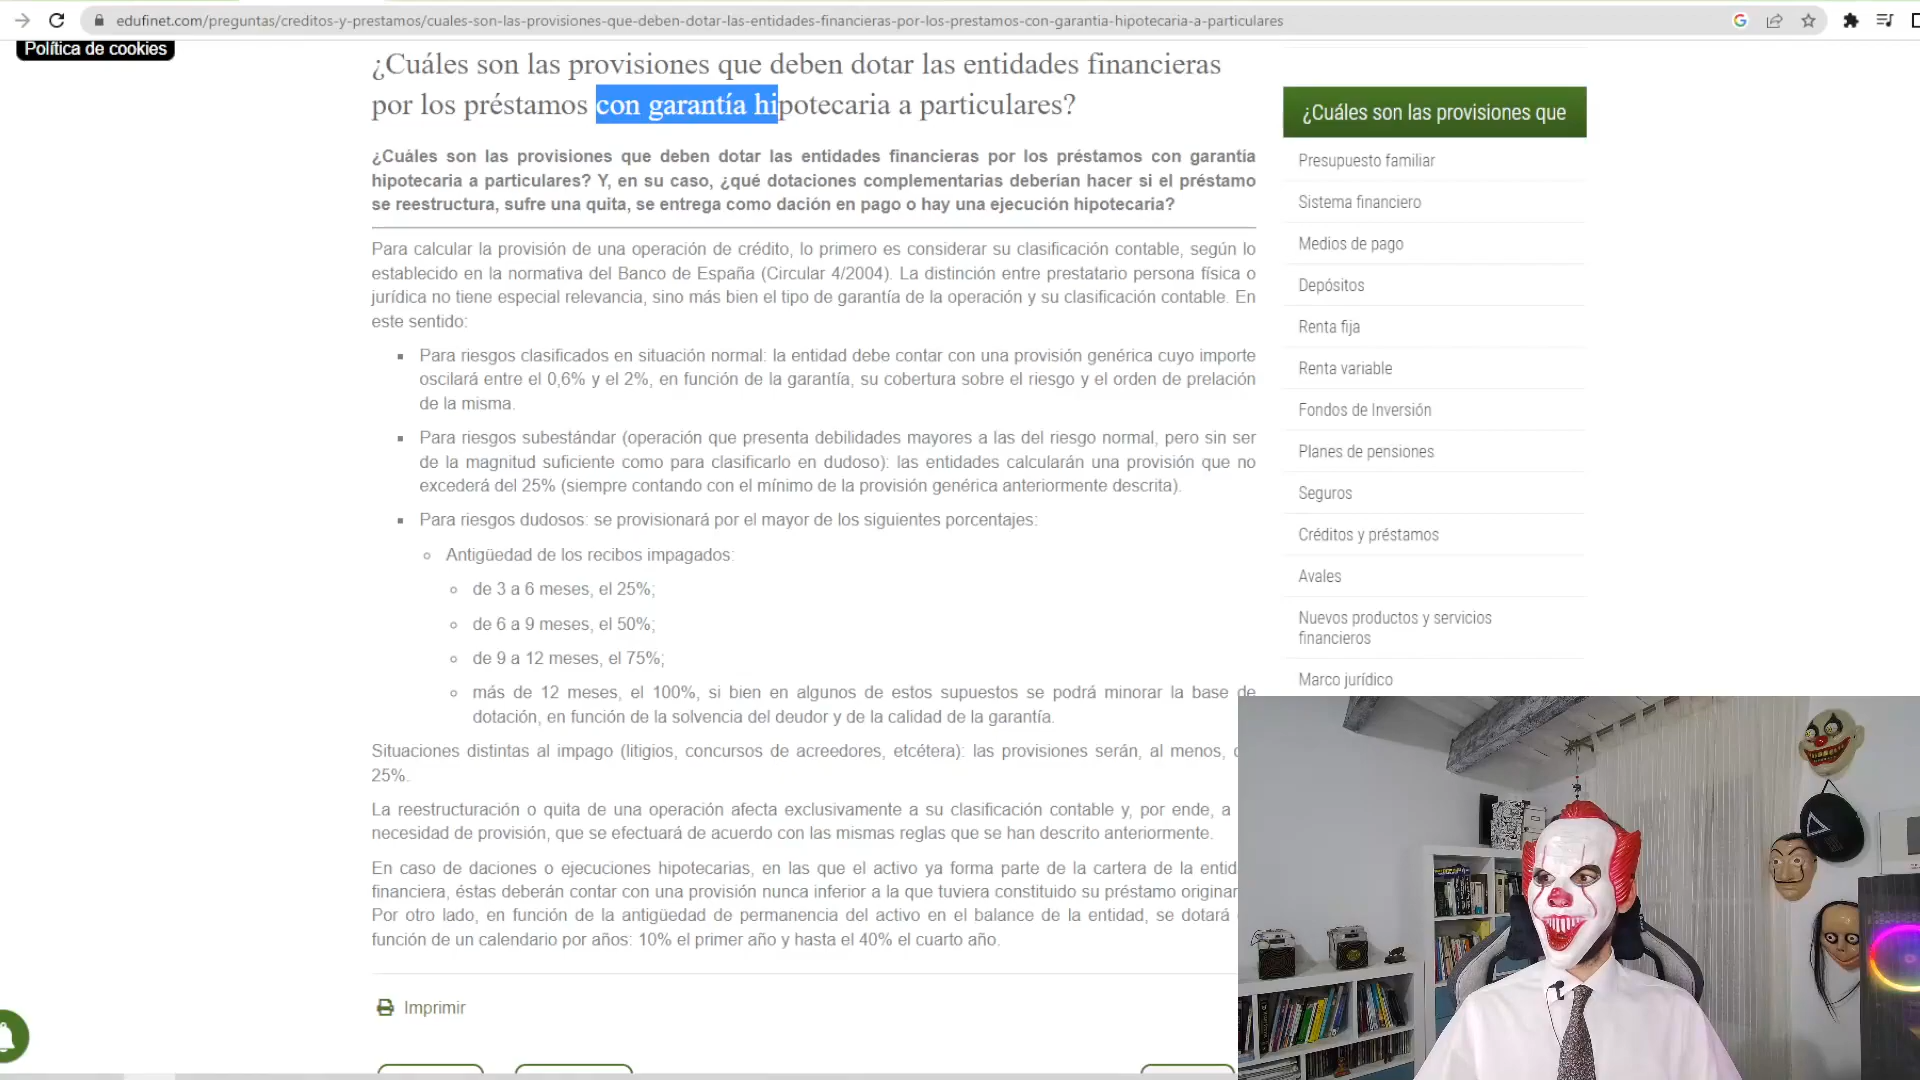 edufinet.com/preguntas/creditos-y-prestamos/cuales-son-las-provisiones-que-deben-dotar-las-entidades-financieras-por-los-prestamos-con-garantia-hipotecaria-a-particulares
Política de cookies
¿Cuáles son las provisiones que deben dotar las entidades financieras
por los préstamos con garantía hipotecaria a particulares?
¿Cuáles son las provisiones que deben dotar las entidades financieras por los préstamos con garantía
hipotecaria a particulares? Y, en su caso, ¿qué dotaciones complementarias deberían hacer si el préstamo
se reestructura, sufre una quita, se entrega como dación en pago o hay una ejecución hipotecaria?
Para calcular la provisión de una operación de crédito, lo primero es considerar su clasificación contable, según lo
establecido en la normativa del Banco de España (Circular 4/2004). La distinción entre prestatario persona física o
jurídica no tiene especial relevancia, sino más bien el tipo de garantía de la operación y su clasificación contable. En
este sentido:
Para riesgos clasificados en situación normal: la entidad debe contar con una provisión genérica cuyo importe
oscilará entre el 0,6% y el 2%, en función de la garantía, su cobertura sobre el riesgo y el orden de prelación
de la misma.
Para riesgos subestándar (operación que presenta debilidades mayores a las del riesgo normal, pero sin ser
de la magnitud suficiente como para clasificarlo en dudoso): las entidades calcularán una provisión que no
excederá del 25% (siempre contando con el mínimo de la provisión genérica anteriormente descrita).
Para riesgos dudosos: se provisionará por el mayor de los siguientes porcentajes:
Antigüedad de los recibos impagados:
de 3 a 6 meses, el 25%;
de 6 a 9 meses, el 50%;
de 9 a 12 meses, el 75%;
más de 12 meses, el 100%, si bien en algunos de estos supuestos se podrá minorar la base de
dotación, en función de la solvencia del deudor y de la calidad de la garantía.
Situaciones distintas al impago (litigios, concursos de acreedores, etcétera): las provisiones serán, al menos,
25%.
La reestructuración o quita de una operación afecta exclusivamente a su clasificación contable y, por ende, a
necesidad de provisión, que se efectuará de acuerdo con las mismas reglas que se han descrito anteriormente.
En caso de daciones o ejecuciones hipotecarias, en las que el activo ya forma parte de la cartera de la entid
financiera, éstas deberán contar con una provisión nunca inferior a la que tuviera constituido su préstamo originar
Por otro lado, en función de la antigüedad de permanencia del activo en el balance de la entidad, se dotará
función de un calendario por años: 10% el primer año y hasta el 40% el cuarto año.
Imprimir
¿Cuáles son las provisiones que
Presupuesto familiar
Sistema financiero
Medios de pago
Depósitos
Renta fija
Renta variable
Fondos de Inversión
Planes de pensiones
Seguros
Créditos y préstamos
Avales
Nuevos productos y servicios
financieros
Marco jurídico